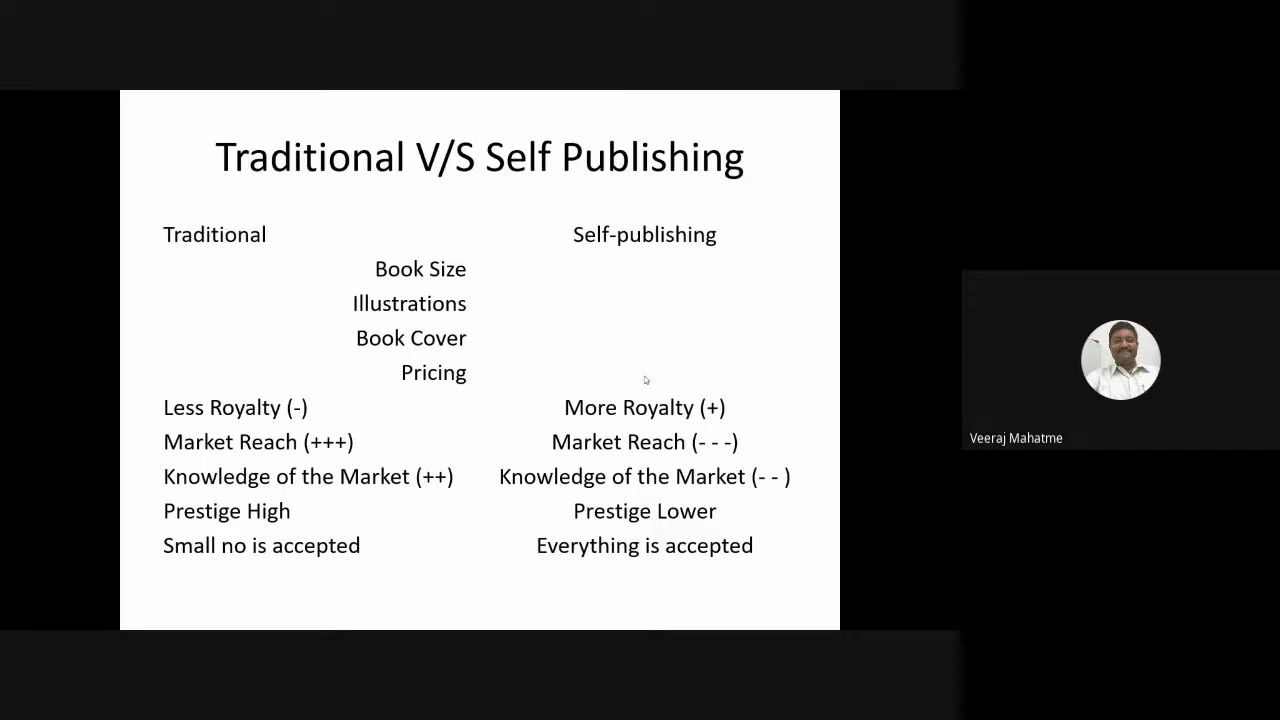 Traditional V/S Self Publishing
Traditional Self-publishing
Book Size
Illustrations
Book Cover
Pricing
Less Royalty (-) More Royalty (+)
Market Reach (+++) Market Reach (- - -)
Knowledge of the Market (++) Knowledge of the Market (- - )
Prestige High Prestige Lower
Small no is accepted Everything is accepted
Veeraj Mahatme